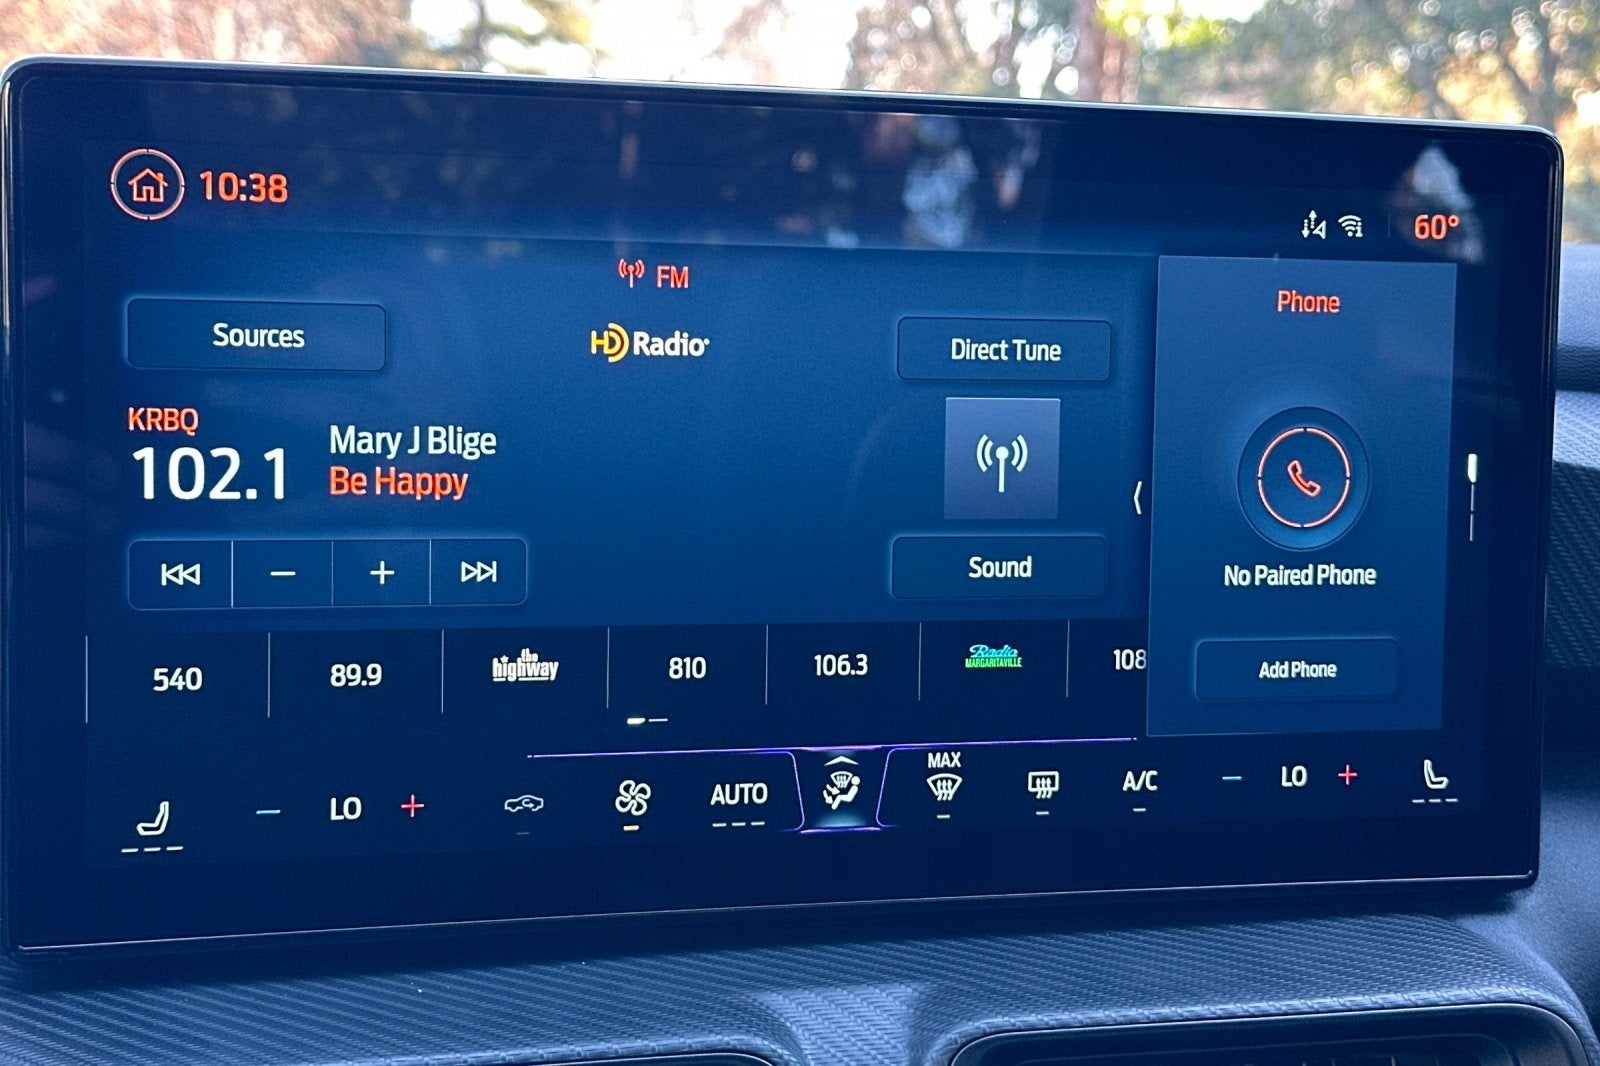 10:38
60°
FM
Phone
Sources
HD Radio
Direct Tune
KRBQ
102.1
Mary J Blige
Be Happy
Sound
No Paired Phone
540
89.9
the highway
810
106.3
Radio
MARGARITAVILLE
108
Add Phone
LO
AUTO
MAX
A/C
LO